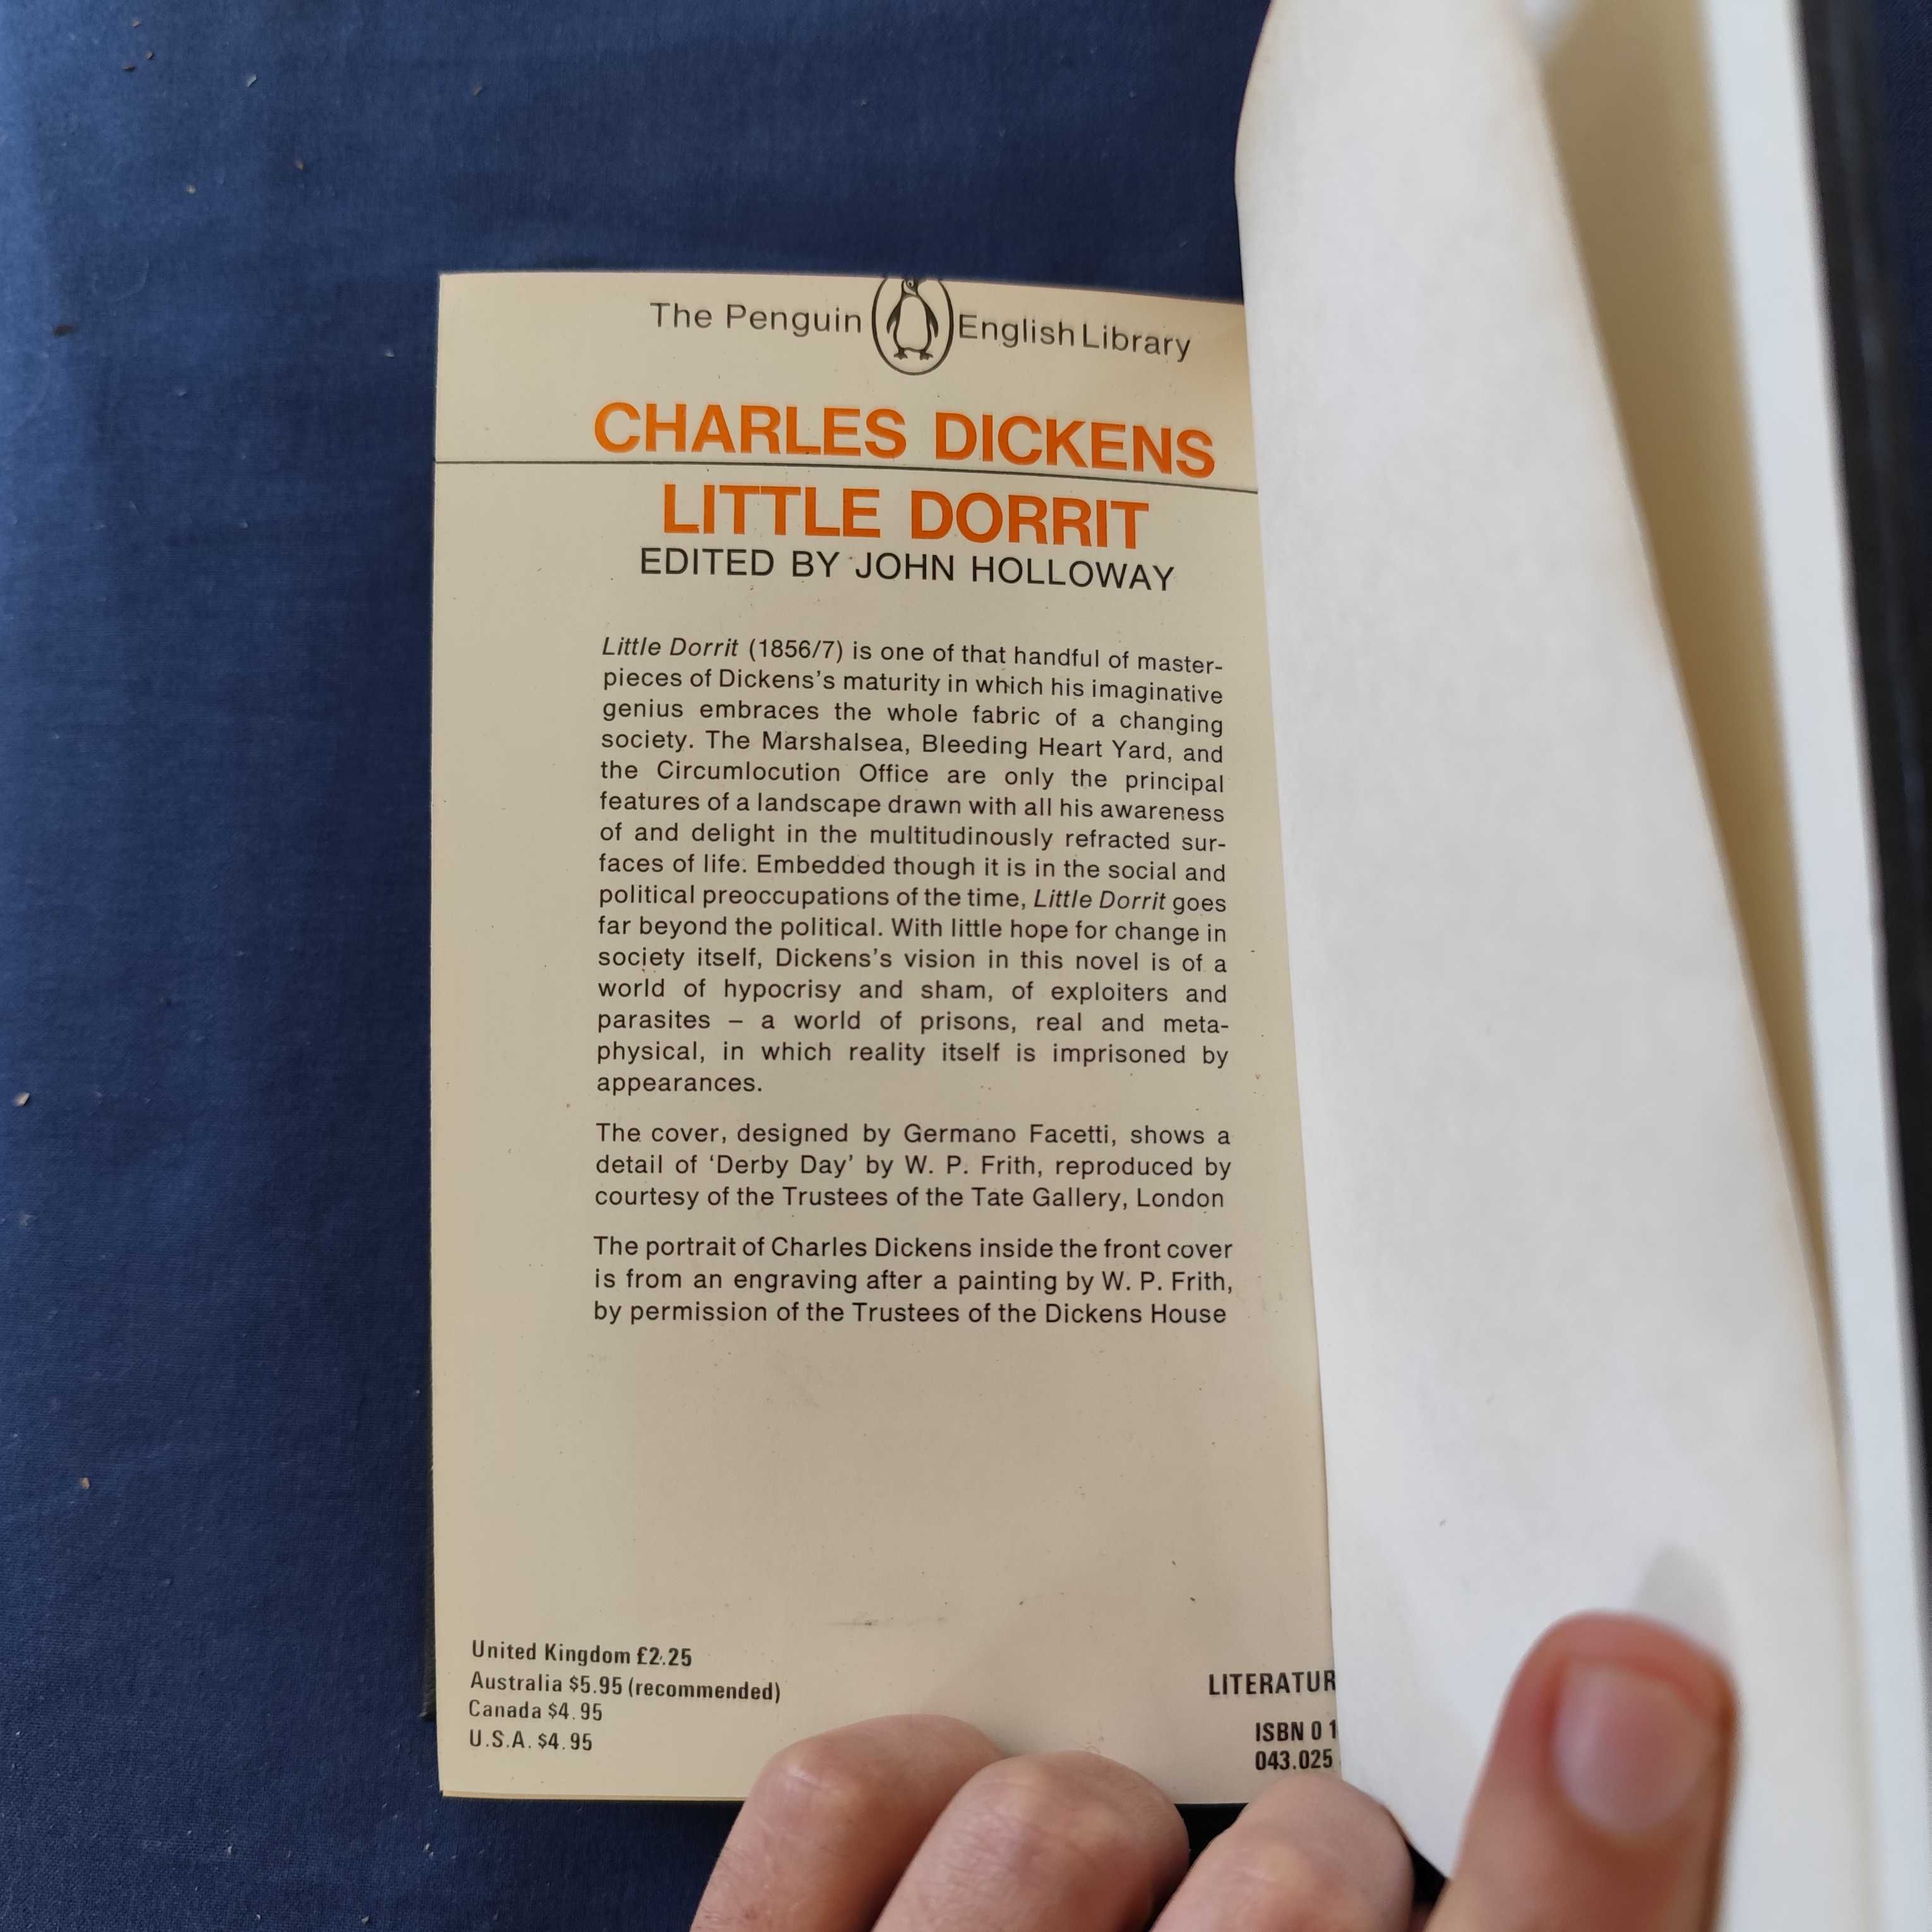 The Penguin English Library
CHARLES DICKENS
LITTLE DORRIT
EDITED BY JOHN HOLLOWAY
Little Dorrit (1856/7) is one of that handful of master-
pieces of Dickens's maturity in which his imaginative
genius embraces the whole fabric of a changing
society. The Marshalsea, Bleeding Heart Yard, and
the Circumlocution Office are only the principal
features of a landscape drawn with all his awareness
of and delight in the multitudinously refracted sur-
faces of life. Embedded though it is in the social and
political preoccupations of the time, Little Dorrit goes
far beyond the political. With little hope for change in
society itself, Dickens's vision in this novel is of a
world of hypocrisy and sham, of exploiters and
parasites – a world of prisons, real and meta-
physical, in which reality itself is imprisoned by
appearances.
The cover, designed by Germano Facetti, shows a
detail of 'Derby Day' by W. P. Frith, reproduced by
courtesy of the Trustees of the Tate Gallery, London
The portrait of Charles Dickens inside the front cover
is from an engraving after a painting by W. P. Frith,
by permission of the Trustees of the Dickens House
United Kingdom £2.25
Australia $5.95 (recommended)
Canada $4.95
U.S.A. $4.95
LITERATUR
ISBN 0 1
043.025